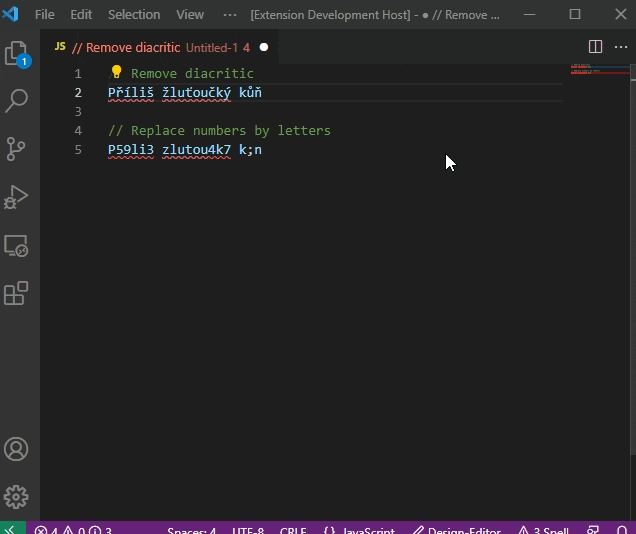 File Edit Selection View ··· [Extension Development Host] - ● // Remove ...
1
JS // Remove diacritic Untitled-1 4 ●
1 // Remove diacritic
2 Příliš žluťoučký kůň
3
4 // Replace numbers by letters
5 P59li3 zlutou4k7 k;n
4 0 3 Spaces: 4 UTF-8 CRLF {} JavaScript Design-Editor 3 Spell